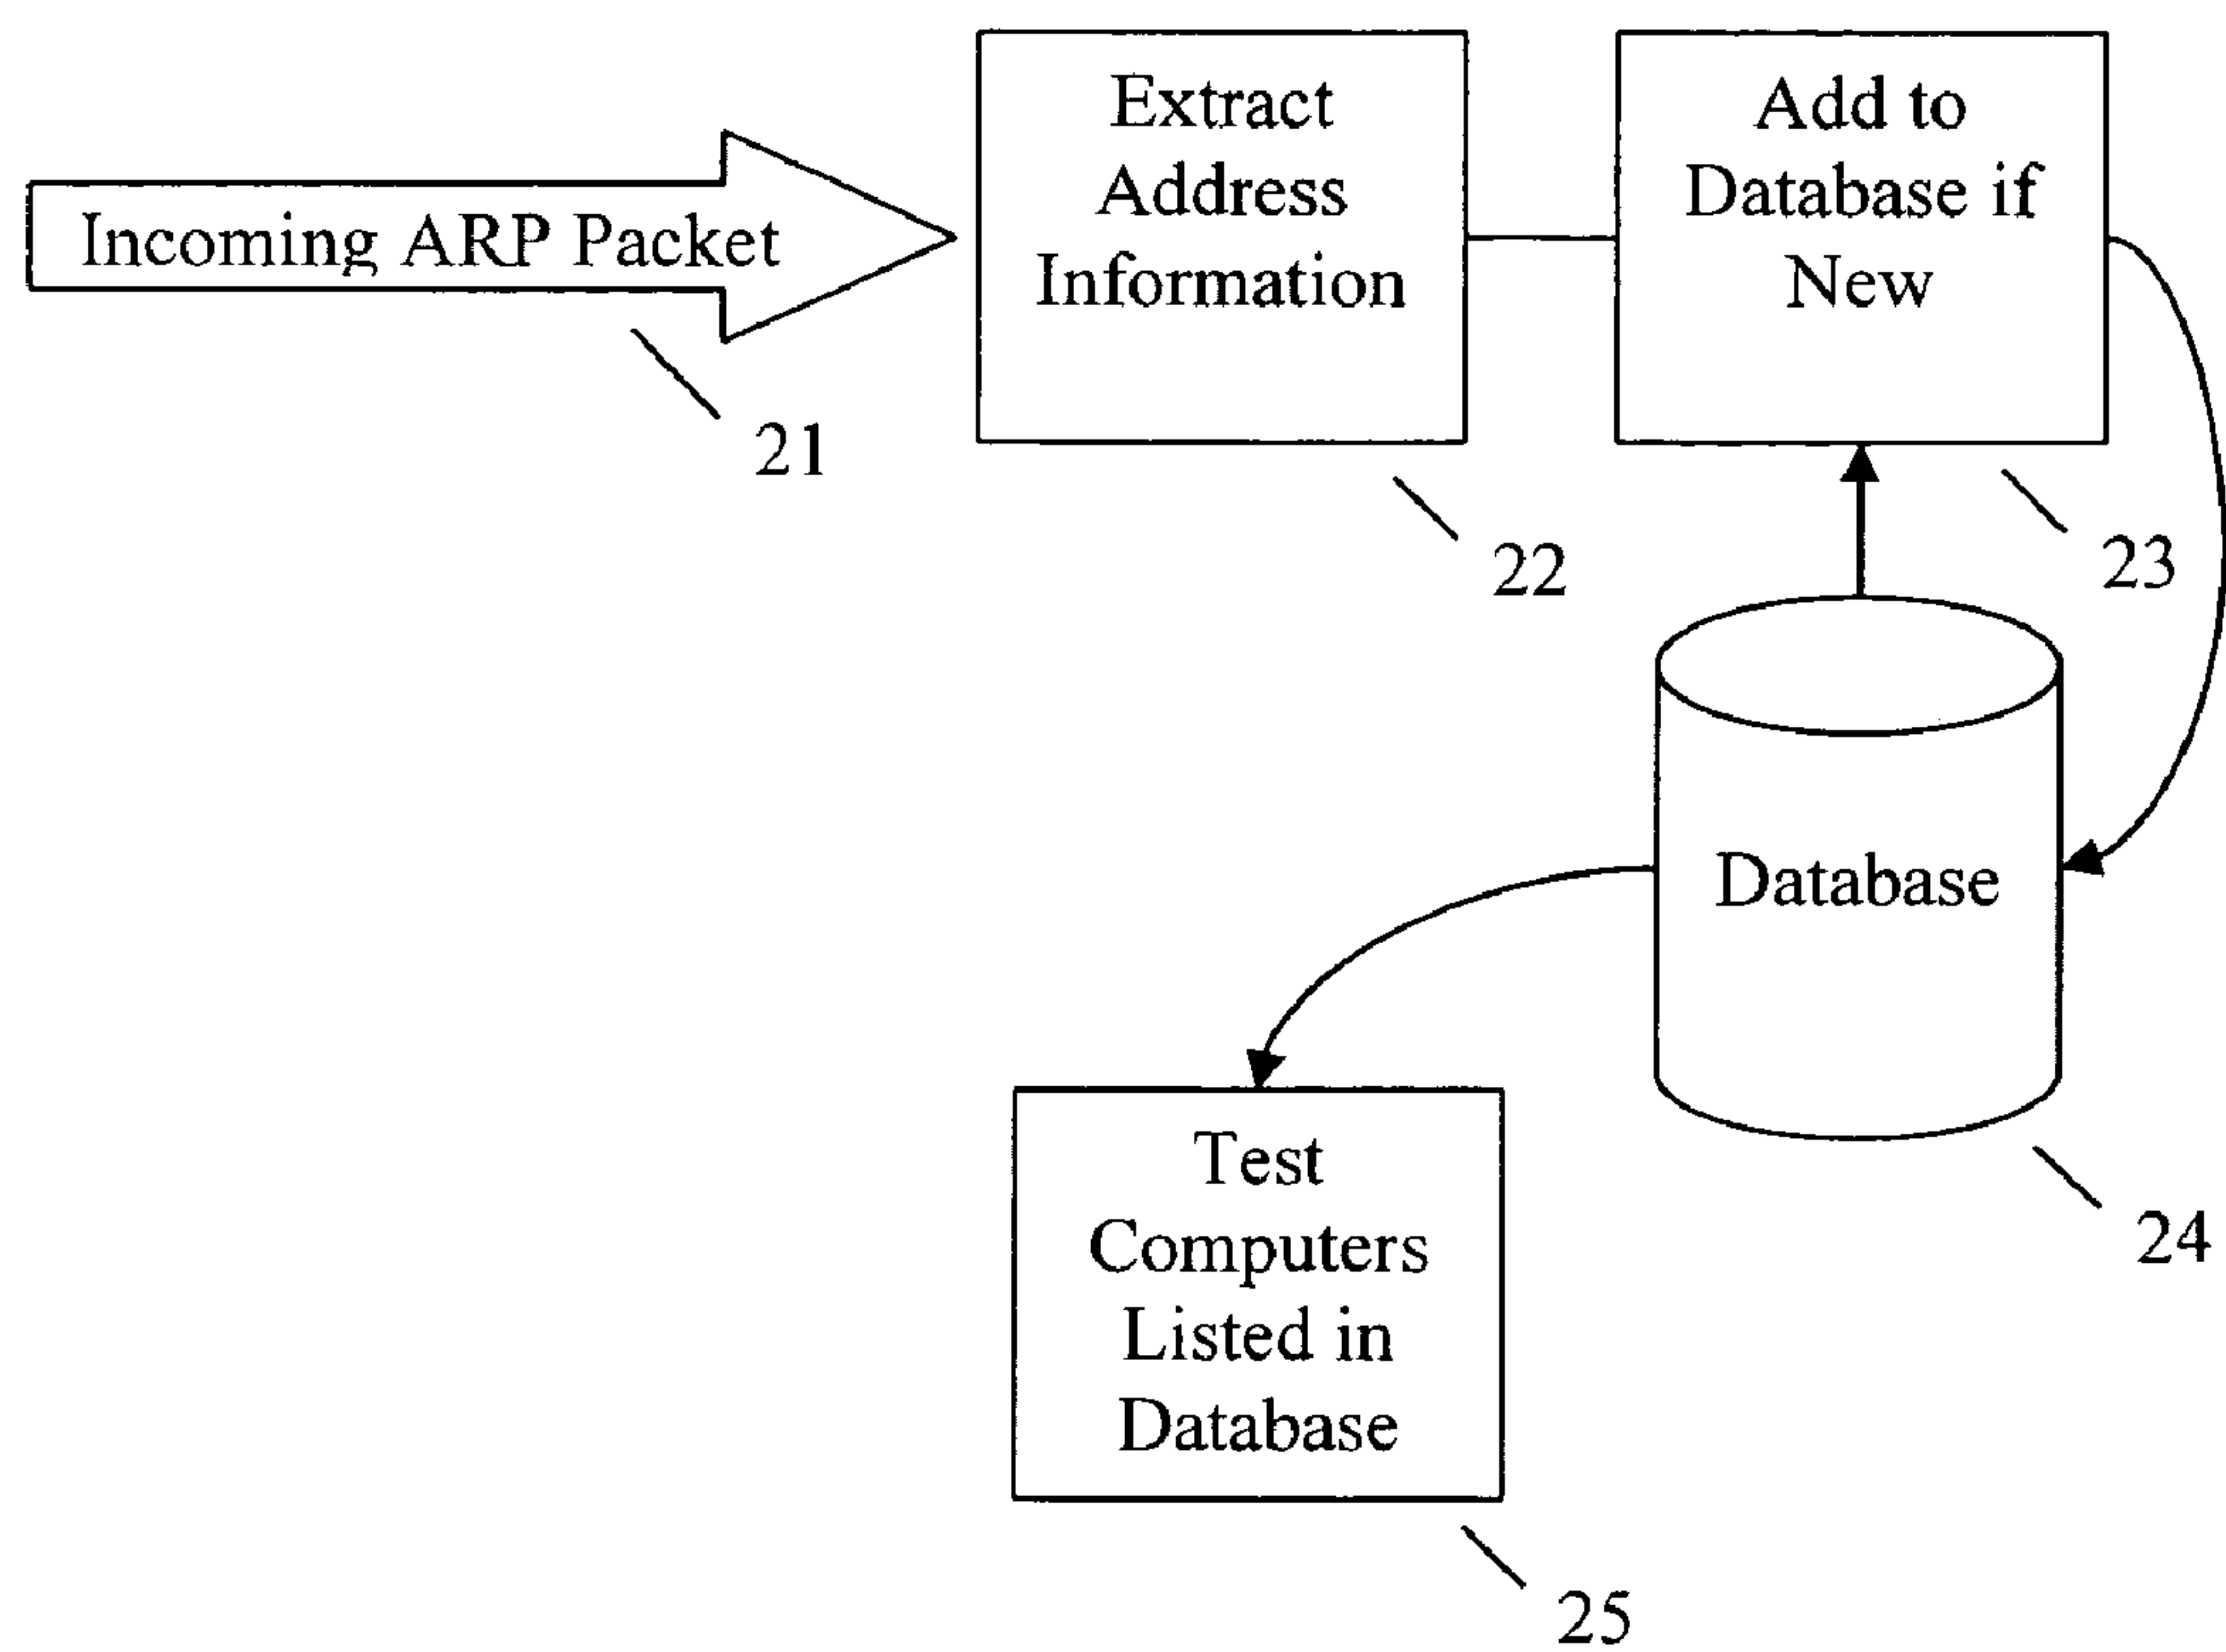 Incoming ARP Packet
21
Extract
Address
Information
22
Add to
Database if
New
23
Database
24
Test
Computers
Listed in
Database
25